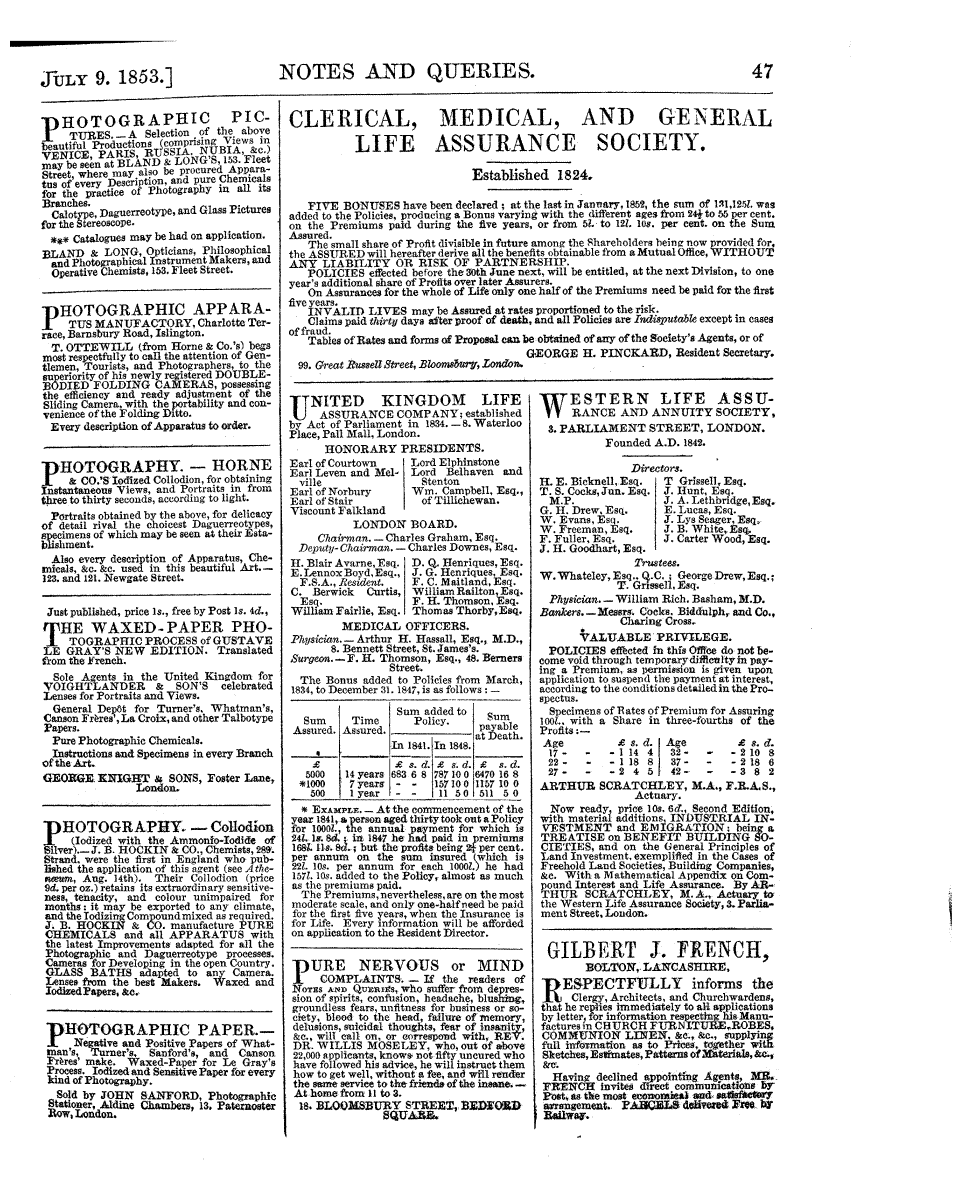 JULY 9. 1853.]
NOTES AND QUERIES.
47
PHOTOGRAPHIC PIC-
TURES. — A Selection of the above
beautiful Productions (comprising Views in
VENICE, PARIS, RUSSIA, NUBIA, &c.)
may be seen at BLAND & LONG'S, 153. Fleet
Street, where may also be procured Appara-
tus of every Description, and pure Chemicals
for the practice of Photography in all its
Branches.
Calotype, Daguerreotype, and Glass Pictures
for the Stereoscope.
*** Catalogues may be had on application.
BLAND & LONG, Opticians, Philosophical
and Photographical Instrument Makers, and
Operative Chemists, 153. Fleet Street.
PHOTOGRAPHIC APPARA-
TUS MANUFACTORY, Charlotte Ter-
race, Barnsbury Road, Islington.
T. OTTEWILL (from Horne & Co.'s) begs
most respectfully to call the attention of Gen-
tlemen, Tourists, and Photographers, to the
superiority of his newly registered DOUBLE-
BODIED FOLDING CAMERAS, possessing
the efficiency and ready adjustment of the
Sliding Camera, with the portability and con-
venience of the Folding Ditto.
Every description of Apparatus to order.
PHOTOGRAPHY. — HORNE
& CO.'S Iodized Collodion, for obtaining
Instantaneous Views, and Portraits in from
three to thirty seconds, according to light.
Portraits obtained by the above, for delicacy
of detail rival the choicest Daguerreotypes,
specimens of which may be seen at their Esta-
blishment.
Also every description of Apparatus, Che-
micals, &c. &c. used in this beautiful Art.—
123. and 121. Newgate Street.
Just published, price 1s., free by Post 1s. 4d.,
THE WAXED-PAPER PHO-
TOGRAPHIC PROCESS of GUSTAVE
LE GRAY'S NEW EDITION. Translated
from the French.
Sole Agents in the United Kingdom for
VOIGHTLANDER & SON'S celebrated
Lenses for Portraits and Views.
General Depôt for Turner's, Whatman's,
Canson Frères', La Croix, and other Talbotype
Papers.
Pure Photographic Chemicals.
Instructions and Specimens in every Branch
of the Art.
GEORGE KNIGHT & SONS, Foster Lane,
London.
PHOTOGRAPHY. — Collodion
(Iodized with the Ammonio-Iodide of
Silver).—J. B. HOCKIN & CO., Chemists, 289.
Strand, were the first in England who pub-
lished the application of this agent (see Athe-
næum, Aug. 14th). Their Collodion (price
9d. per oz.) retains its extraordinary sensitive-
ness, tenacity, and colour unimpaired for
months: it may be exported to any climate,
and the Iodizing Compound mixed as required.
J. B. HOCKIN & CO. manufacture PURE
CHEMICALS and all APPARATUS with
the latest Improvements adapted for all the
Photographic and Daguerreotype processes.
Cameras for Developing in the open Country.
GLASS BATHS adapted to any Camera.
Lenses from the best Makers. Waxed and
Iodized Papers, &c.
PHOTOGRAPHIC PAPER.—
Negative and Positive Papers of What-
man's, Turner's, Sanford's, and Canson
Frères' make. Waxed-Paper for Le Gray's
Process. Iodized and Sensitive Paper for every
kind of Photography.
Sold by JOHN SANFORD, Photographic
Stationer, Aldine Chambers, 13. Paternoster
Row, London.
CLERICAL, MEDICAL, AND GENERAL
LIFE ASSURANCE SOCIETY.
Established 1824.
FIVE BONUSES have been declared; at the last in January, 1852, the sum of 131,125l. was
added to the Policies, producing a Bonus varying with the different ages from 24½ to 55 per cent.
on the Premiums paid during the five years, or from 5l. to 12l. 10s. per cent. on the Sum
Assured.
The small share of Profit divisible in future among the Shareholders being now provided for,
the ASSURED will hereafter derive all the benefits obtainable from a Mutual Office, WITHOUT
ANY LIABILITY OR RISK OF PARTNERSHIP.
POLICIES effected before the 30th June next, will be entitled, at the next Division, to one
year's additional share of Profits over later Assurers.
On Assurances for the whole of Life only one half of the Premiums need be paid for the first
five years.
INVALID LIVES may be Assured at rates proportioned to the risk.
Claims paid thirty days after proof of death, and all Policies are Indisputable except in cases
of fraud.
Tables of Rates and forms of Proposal can be obtained of any of the Society's Agents, or of
GEORGE H. PINCKARD, Resident Secretary.
99. Great Russell Street, Bloomsbury, London.
UNITED KINGDOM LIFE
ASSURANCE COMPANY; established
by Act of Parliament in 1834. — 8. Waterloo
Place, Pall Mall, London.
HONORARY PRESIDENTS.
Earl of Courtown
Earl Leven and Mel-
ville
Earl of Norbury
Earl of Stair
Viscount Falkland
Lord Elphinstone
Lord Belhaven and
Stenton
Wm. Campbell, Esq.,
of Tillichewan.
LONDON BOARD.
Chairman. — Charles Graham, Esq.
Deputy-Chairman. — Charles Downes, Esq.
H. Blair Avarne, Esq.
E. Lennox Boyd, Esq.,
F.S.A., Resident.
C. Berwick Curtis,
Esq.
William Fairlie, Esq.
D. Q. Henriques, Esq.
J. G. Henriques, Esq.
F. C. Maitland, Esq.
William Railton, Esq.
F. H. Thomson, Esq.
Thomas Thorby, Esq.
MEDICAL OFFICERS.
Physician. — Arthur H. Hassall, Esq., M.D.,
8. Bennett Street, St. James's.
Surgeon. — F. H. Thomson, Esq., 48. Berners
Street.
The Bonus added to Policies from March,
1834, to December 31. 1847, is as follows: —
Sum Assured. | Time Assured. | Sum added to Policy. | Sum payable at Death.
In 1841. | In 1848.
£ | £ s. d. | £ s. d. | £ s. d.
5000 | 14 years | 683 6 8 | 787 10 0 | 6470 16 8
*1000 | 7 years | - - | 157 10 0 | 1157 10 0
500 | 1 year | - - | 11 5 0 | 511 5 0
* EXAMPLE. — At the commencement of the
year 1841, a person aged thirty took out a Policy
for 1000l., the annual payment for which is
24l. 1s. 8d.; in 1847 he had paid in premiums
168l. 11s. 8d.; but the profits being 2¼ per cent.
per annum on the sum insured (which is
22l. 10s. per annum for each 1000l.) he had
157l. 10s. added to the Policy, almost as much
as the premiums paid.
The Premiums, nevertheless, are on the most
moderate scale, and only one-half need be paid
for the first five years, when the Insurance is
for Life. Every information will be afforded
on application to the Resident Director.
PURE NERVOUS or MIND
COMPLAINTS. — If the readers of
NOTES AND QUERIES, who suffer from depres-
sion of spirits, confusion, headache, blushing,
groundless fears, unfitness for business or so-
ciety, blood to the head, failure of memory,
delusions, suicidal thoughts, fear of insanity,
&c., will call on, or correspond with, REV.
DR. WILLIS MOSELEY, who, out of above
22,000 applicants, knows not fifty uncured who
have followed his advice, he will instruct them
how to get well, without a fee, and will render
the same service to the friends of the insane. —
At home from 11 to 3.
18. BLOOMSBURY STREET, BEDFORD
SQUARE.
WESTERN LIFE ASSU-
RANCE AND ANNUITY SOCIETY,
3. PARLIAMENT STREET, LONDON.
Founded A.D. 1842.
Directors.
H. E. Bicknell, Esq.
T. S. Cocks, Jun. Esq.
M.P.
G. H. Drew, Esq.
W. Evans, Esq.
W. Freeman, Esq.
F. Fuller, Esq.
J. H. Goodhart, Esq.
T Grissell, Esq.
J. Hunt, Esq.
J. A. Lethbridge, Esq.
E. Lucas, Esq.
J. Lys Seager, Esq.
J. B. White, Esq.
J. Carter Wood, Esq.
Trustees.
W. Whateley, Esq., Q.C.; George Drew, Esq.;
T. Grissell, Esq.
Physician. — William Rich. Basham, M.D.
Bankers. — Messrs. Cocks, Biddulph, and Co.,
Charing Cross.
VALUABLE PRIVILEGE.
POLICIES effected in this Office do not be-
come void through temporary difficulty in pay-
ing a Premium, as permission is given upon
application to suspend the payment at interest,
according to the conditions detailed in the Pro-
spectus.
Specimens of Rates of Premium for Assuring
100l., with a Share in three-fourths of the
Profits:—
Age £ s. d. | Age £ s. d.
17 - - - 1 14 4 | 32 - - - 2 10 8
22 - - - 1 18 8 | 37 - - - 2 18 6
27 - - - 2 4 5 | 42 - - - 3 8 2
ARTHUR SCRATCHLEY, M.A., F.R.A.S.,
Actuary.
Now ready, price 10s. 6d., Second Edition,
with material additions, INDUSTRIAL IN-
VESTMENT and EMIGRATION; being a
TREATISE on BENEFIT BUILDING SO-
CIETIES, and on the General Principles of
Land Investment, exemplified in the Cases of
Freehold Land Societies, Building Companies,
&c. With a Mathematical Appendix on Com-
pound Interest and Life Assurance. By AR-
THUR SCRATCHLEY, M.A., Actuary to
the Western Life Assurance Society, 3. Parlia-
ment Street, London.
GILBERT J. FRENCH,
BOLTON, LANCASHIRE,
RESPECTFULLY informs the
Clergy, Architects, and Churchwardens,
that he replies immediately to all applications
by letter, for information respecting his Manu-
factures in CHURCH FURNITURE, ROBES,
COMMUNION LINEN, &c., &c., supplying
full information as to Prices, together with
Sketches, Estimates, Patterns of Materials, &c.,
&c.
Having declined appointing Agents, MR.
FRENCH invites direct communications by
Post, as the most economical and satisfactory
arrangement. PARCELS delivered Free by
Railway.